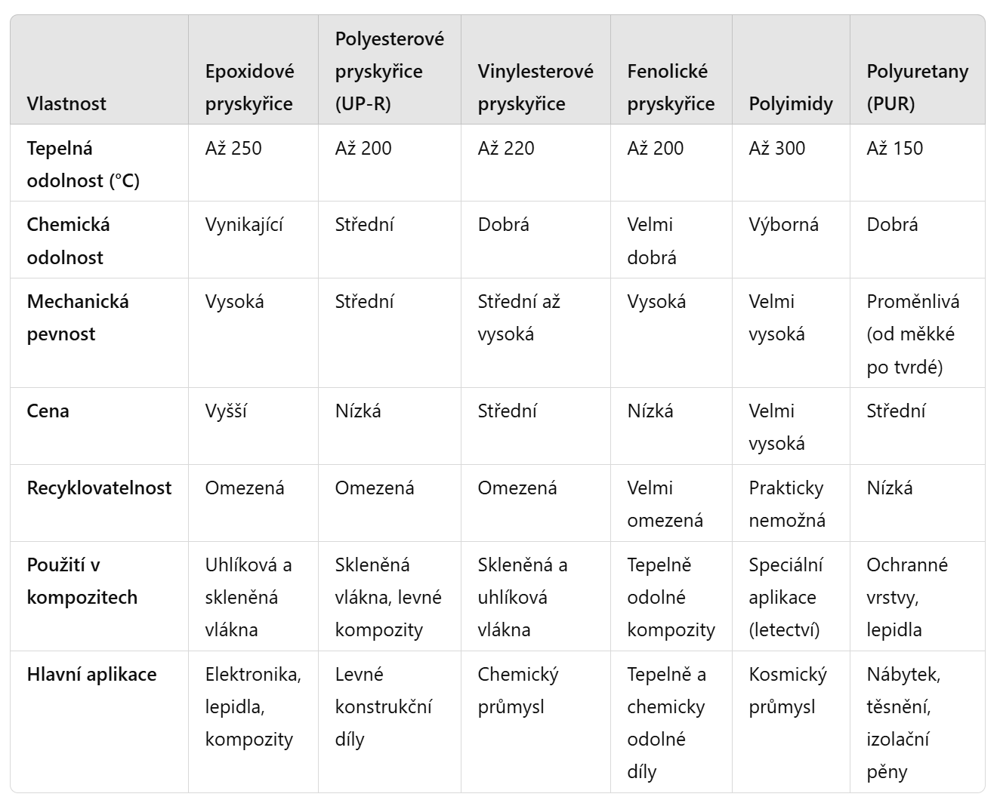 Vlastnost
Epoxidové
pryskyřice
Polyesterové
pryskyřice
(UP-R)
Vinylesterové
pryskyřice
Fenolické
pryskyřice
Polyimidy
Polyuretany
(PUR)
Tepelná
odolnost (°C)
Až 250
Až 200
Až 220
Až 200
Až 300
Až 150
Chemická
odolnost
Vynikající
Střední
Dobrá
Velmi
dobrá
Výborná
Dobrá
Mechanická
pevnost
Vysoká
Střední
Střední až
vysoká
Vysoká
Velmi
vysoká
Proměnlivá
(od měkké
po tvrdé)
Cena
Vyšší
Nízká
Střední
Nízká
Velmi
vysoká
Střední
Recyklovatelnost
Omezená
Omezená
Omezená
Velmi
omezená
Prakticky
nemožná
Nízká
Použití v
kompozitech
Uhlíková a
skleněná
vlákna
Skleněná
vlákna, levné
kompozity
Skleněná a
uhlíková
vlákna
Tepelně
odolné
kompozity
Speciální
aplikace
(letectví)
Ochranné
vrstvy,
lepidla
Hlavní aplikace
Elektronika,
lepidla,
kompozity
Levné
konstrukční
díly
Chemický
průmysl
Tepelně a
chemicky
odolné
díly
Kosmický
průmysl
Nábytek,
těsnění,
izolační
pěny